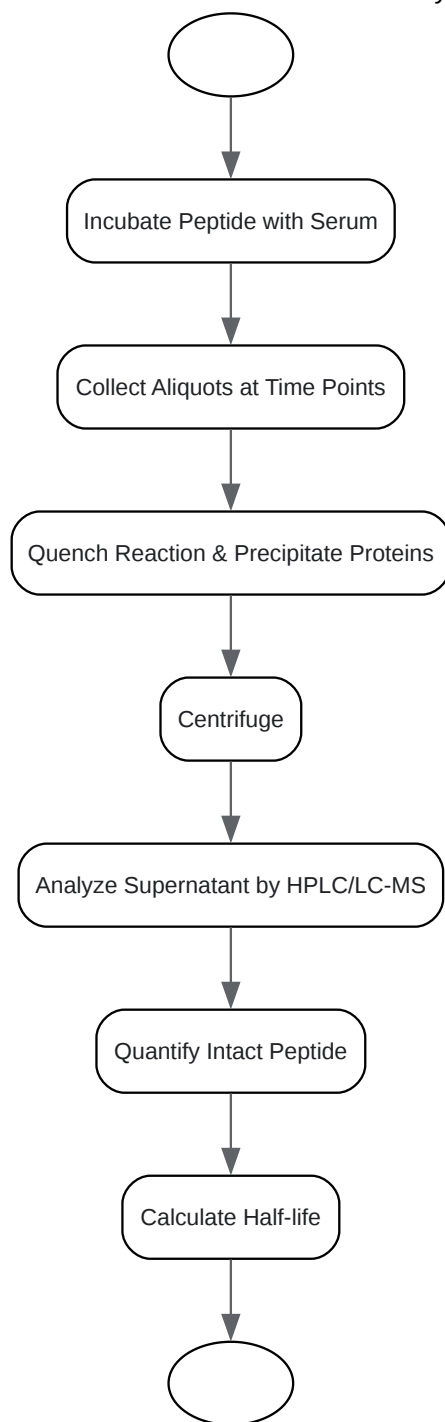 Incubate Peptide with Serum
Collect Aliquots at Time Points
Quench Reaction & Precipitate Proteins
Centrifuge
Analyze Supernatant by HPLC/LC-MS
Quantify Intact Peptide
Calculate Half-life